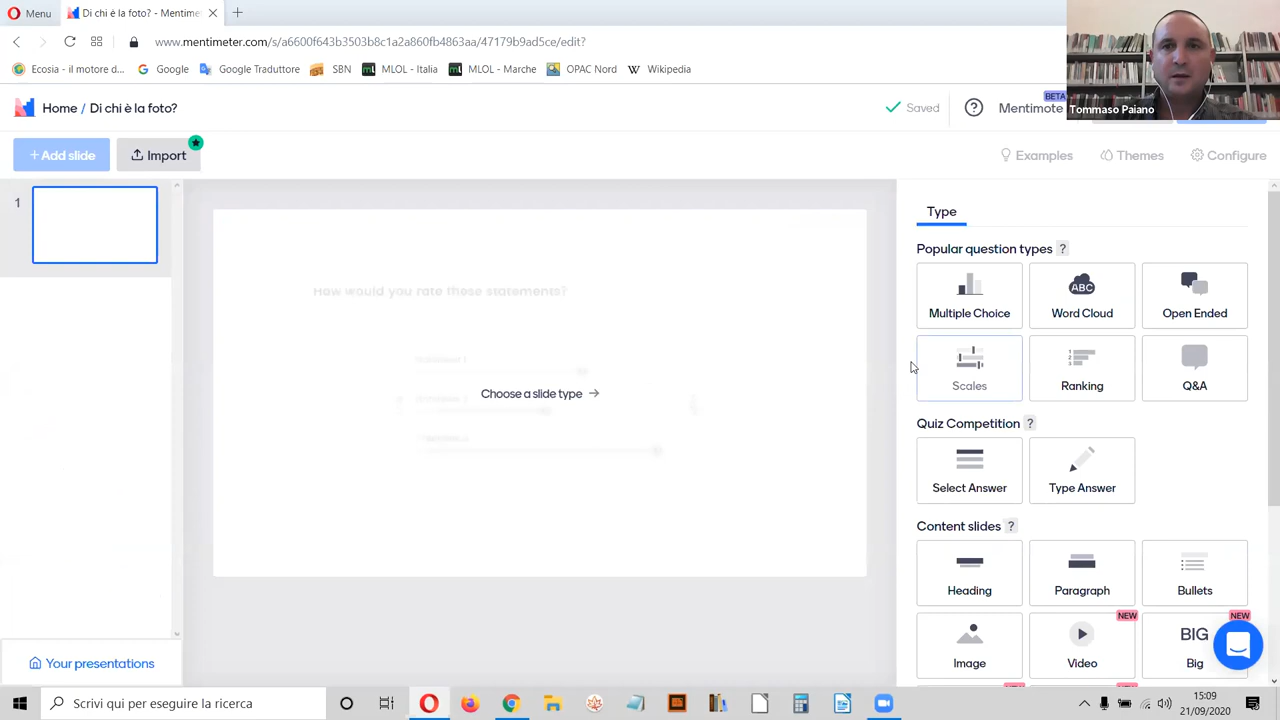 Menu
Di chi è la foto? - Mentime
www.mentimeter.com/s/a6600f643b3503b8c1a2a860fb4863aa/47179b9ad5ce/edit?
Ecosia - il motore d...
Google
Google Traduttore
SBN
MLOL - Italia
MLOL - Marche
OPAC Nord
Wikipedia
Tommaso Paiano
Home / Di chi è la foto?
Saved
Mentimote
BETA
+ Add slide
Import
Examples
Themes
Configure
1
How would you rate these statements?
Choose a slide type →
Type
Popular question types ?
Multiple Choice
ABC
Word Cloud
Open Ended
Scales
Ranking
Q&A
Quiz Competition ?
Select Answer
Type Answer
Content slides ?
Heading
Paragraph
Bullets
Image
NEW
Video
NEW
BIG
Big
Your presentations
Scrivi qui per eseguire la ricerca
15:09
21/09/2020